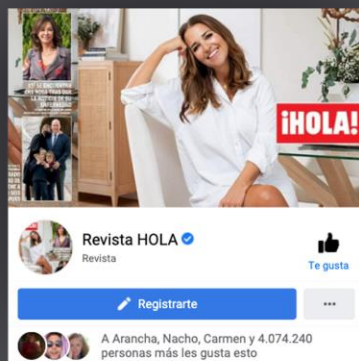 ¡HOLA!
Revista HOLA
Revista
Te gusta
Registrarte
A Arancha, Nacho, Carmen y 4.074.240
personas más les gusta esto